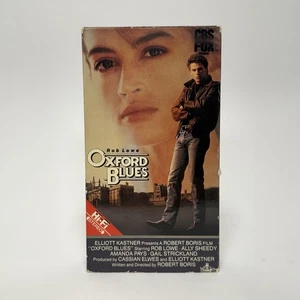 CBS
FOX
Rob Lowe
OXFORD
BLUES
HI-FI
STEREO
ELLIOTT KASTNER Presents A ROBERT BORIS FILM
"OXFORD BLUES" Starring ROB LOWE · ALLY SHEEDY
AMANDA PAYS · GAIL STRICKLAND
Produced by CASSIAN ELWES and ELLIOTT KASTNER
Written and Directed by ROBERT BORIS